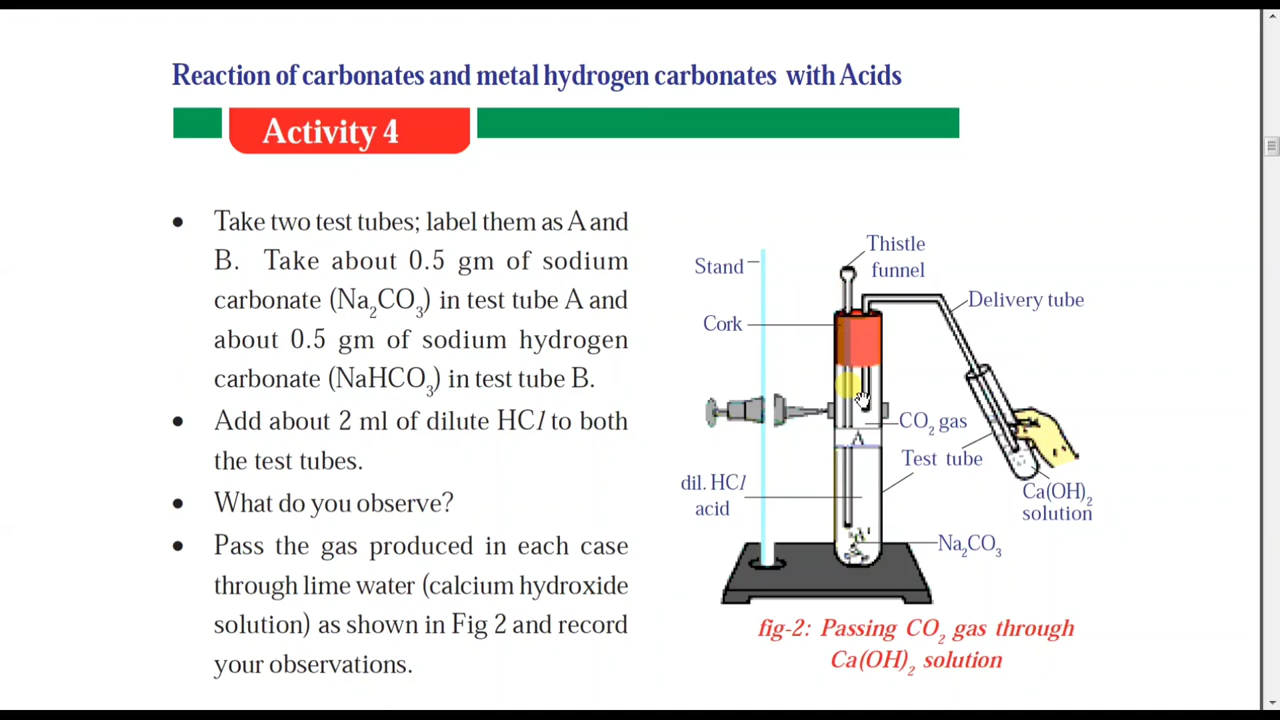 Reaction of carbonates and metal hydrogen carbonates with Acids
Activity 4
• Take two test tubes; label them as A and
B. Take about 0.5 gm of sodium
carbonate (Na₂CO₃) in test tube A and
about 0.5 gm of sodium hydrogen
carbonate (NaHCO₃) in test tube B.
• Add about 2 ml of dilute HCl to both
the test tubes.
• What do you observe?
• Pass the gas produced in each case
through lime water (calcium hydroxide
solution) as shown in Fig 2 and record
your observations.
Thistle
funnel
Stand
Delivery tube
Cork
CO₂ gas
A
Test tube
dil. HCl
acid
Ca(OH)₂
solution
Na₂CO₃
fig-2: Passing CO₂ gas through
Ca(OH)₂ solution